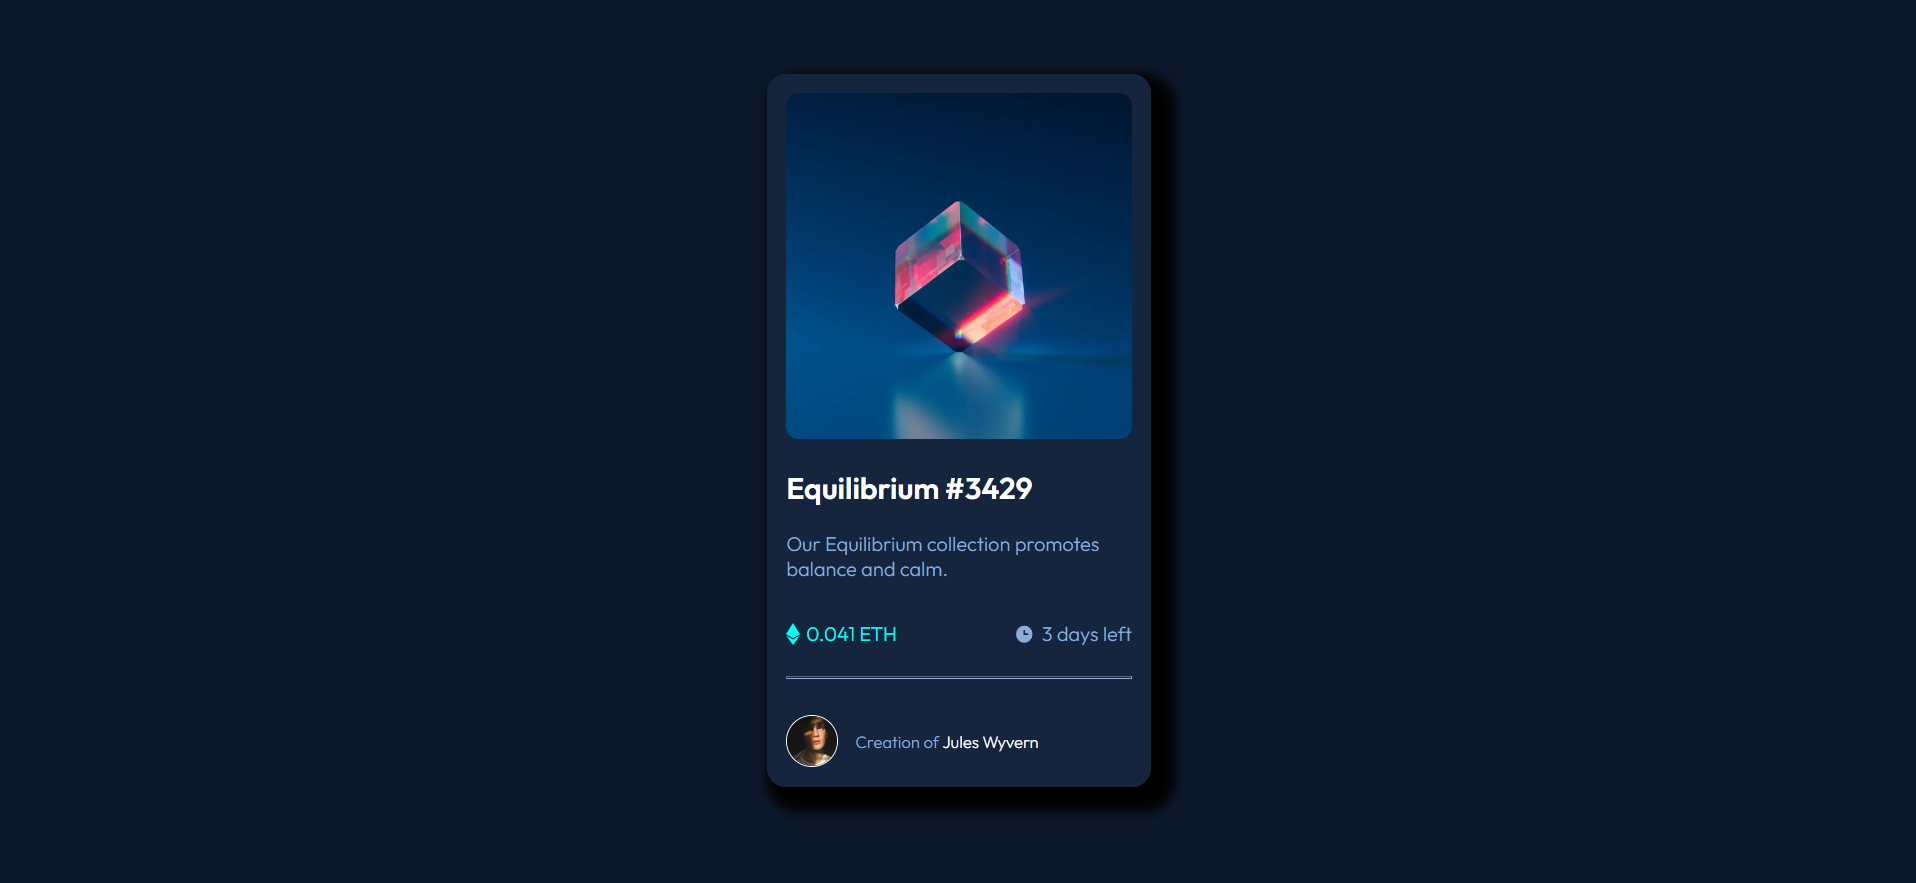 Equilibrium #3429
Our Equilibrium collection promotes
balance and calm.
0.041 ETH
3 days left
Creation of Jules Wyvern